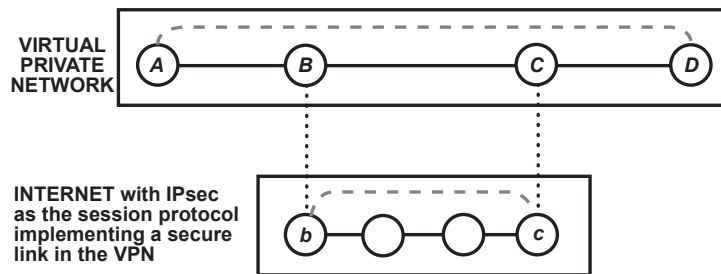 VIRTUAL
PRIVATE
NETWORK
A B C D
INTERNET with IPsec
as the session protocol
implementing a secure
link in the VPN
b c